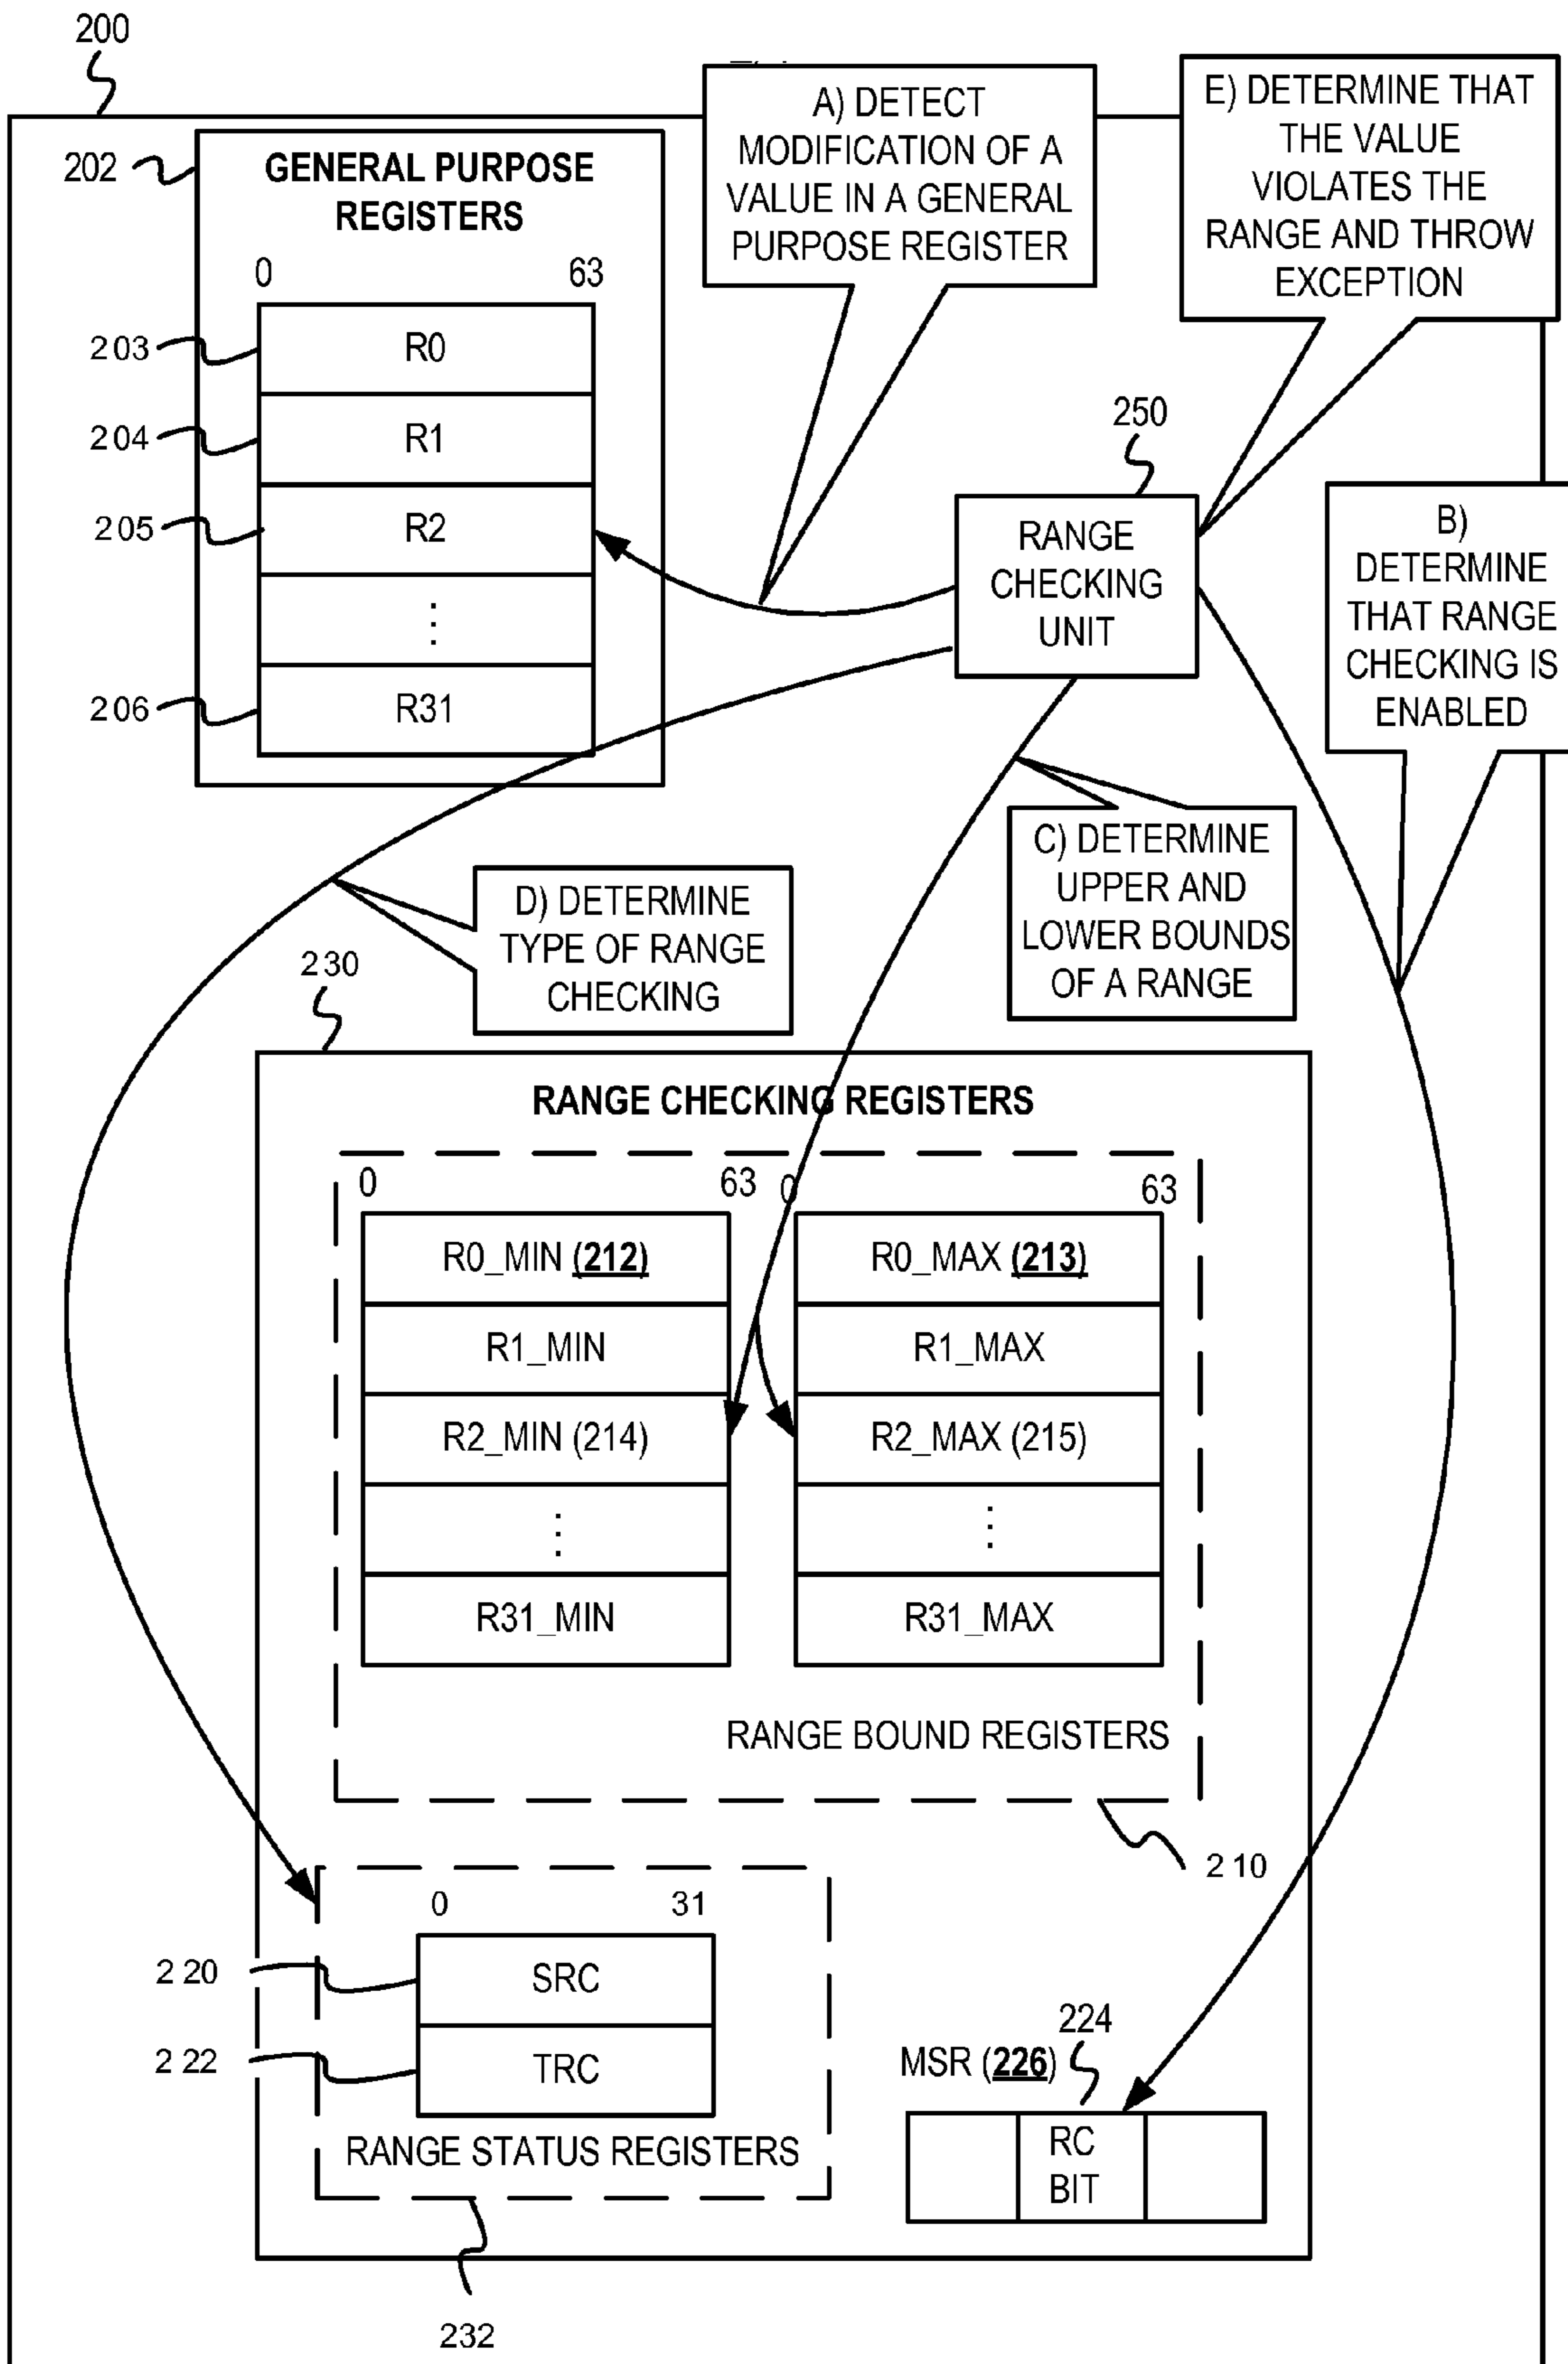 200
A) DETECT
MODIFICATION OF A
VALUE IN A GENERAL
PURPOSE REGISTER
E) DETERMINE THAT
THE VALUE
VIOLATES THE
RANGE AND THROW
EXCEPTION
202
GENERAL PURPOSE
REGISTERS
0 63
203 R0
204 R1
205 R2
⋮
206 R31
250
RANGE
CHECKING
UNIT
B)
DETERMINE
THAT RANGE
CHECKING IS
ENABLED
C) DETERMINE
UPPER AND
LOWER BOUNDS
OF A RANGE
D) DETERMINE
TYPE OF RANGE
CHECKING
230
RANGE CHECKING REGISTERS
0 63 0 63
R0_MIN (212) R0_MAX (213)
R1_MIN R1_MAX
R2_MIN (214) R2_MAX (215)
⋮ ⋮
R31_MIN R31_MAX
RANGE BOUND REGISTERS
210
0 31
220 SRC
222 TRC
RANGE STATUS REGISTERS
232
224
MSR (226)
RC
BIT